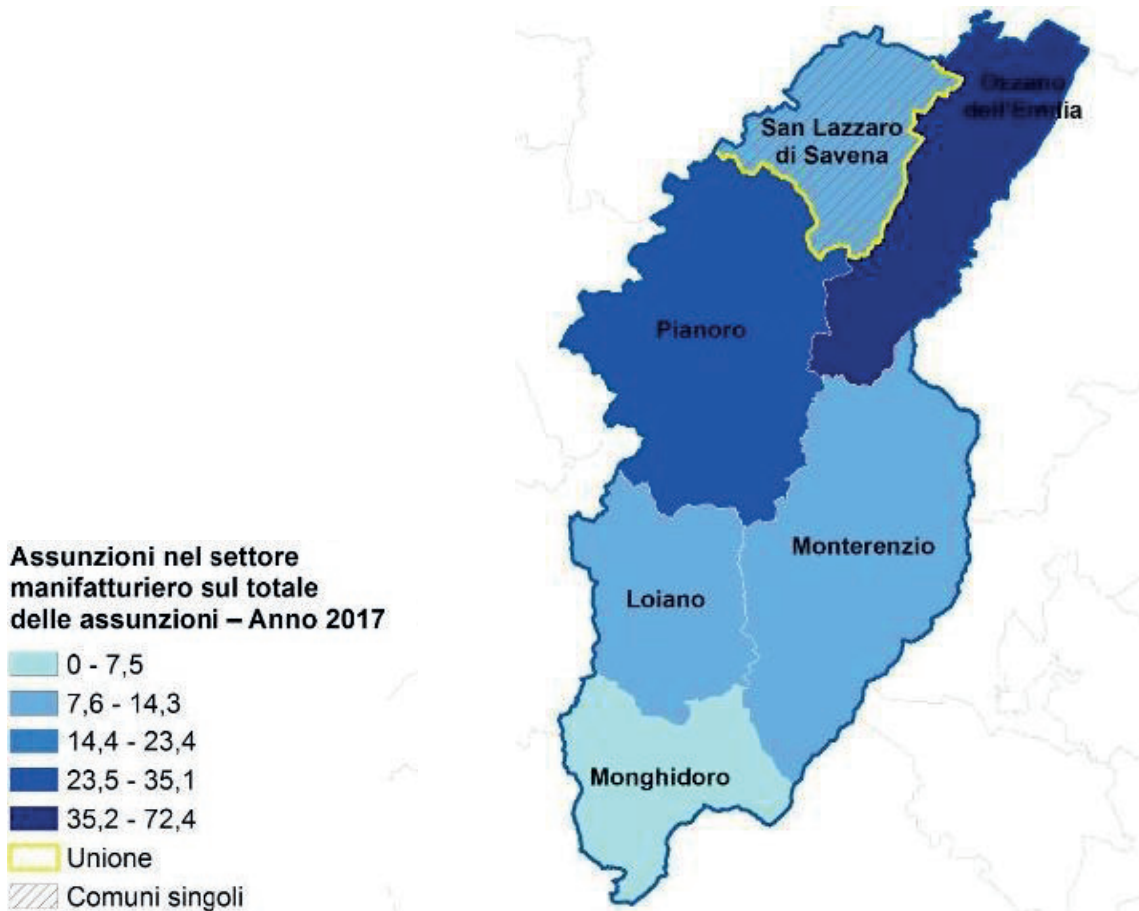 Ozzano
dell'Emilia
San Lazzaro
di Savena
Pianoro
Monterenzio
Loiano
Monghidoro
Assunzioni nel settore
manifatturiero sul totale
delle assunzioni – Anno 2017
0 - 7,5
7,6 - 14,3
14,4 - 23,4
23,5 - 35,1
35,2 - 72,4
Unione
Comuni singoli